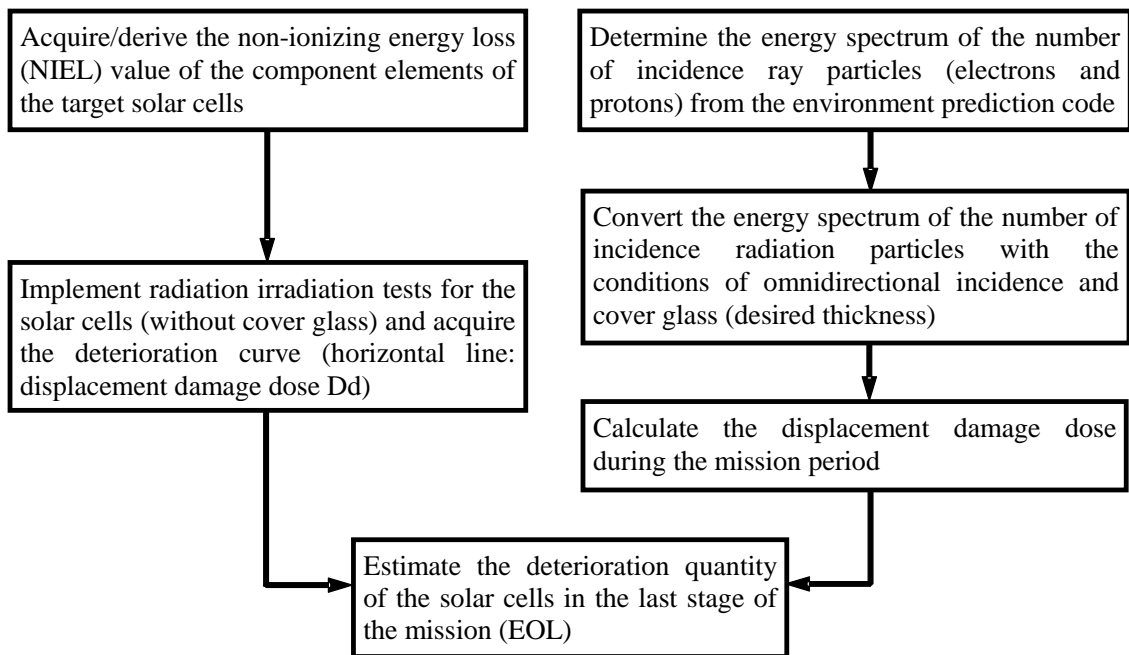 Acquire/derive the non-ionizing energy loss
(NIEL) value of the component elements of
the target solar cells
Implement radiation irradiation tests for the
solar cells (without cover glass) and acquire
the deterioration curve (horizontal line:
displacement damage dose Dd)
Determine the energy spectrum of the number
of incidence ray particles (electrons and
protons) from the environment prediction code
Convert the energy spectrum of the number of
incidence radiation particles with the
conditions of omnidirectional incidence and
cover glass (desired thickness)
Calculate the displacement damage dose
during the mission period
Estimate the deterioration quantity
of the solar cells in the last stage of
the mission (EOL)